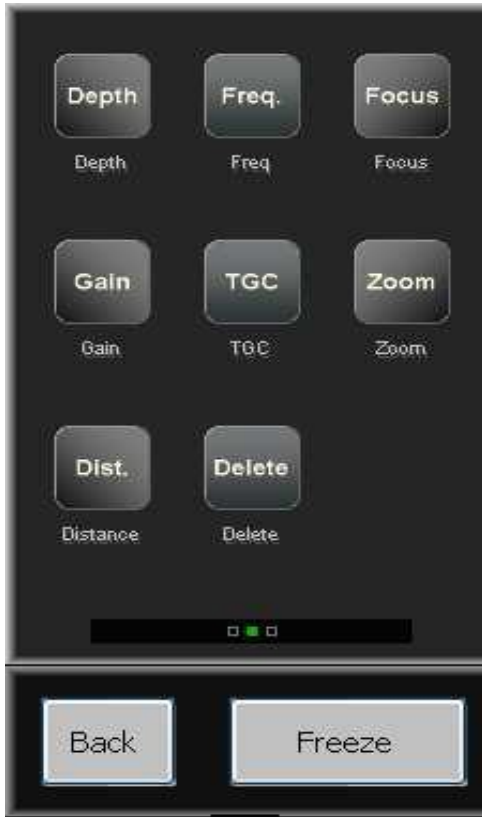 Depth Freq. Focus
Depth Freq Focus
Gain TGC Zoom
Gain TGC Zoom
Dist. Delete
Distance Delete
Back Freeze